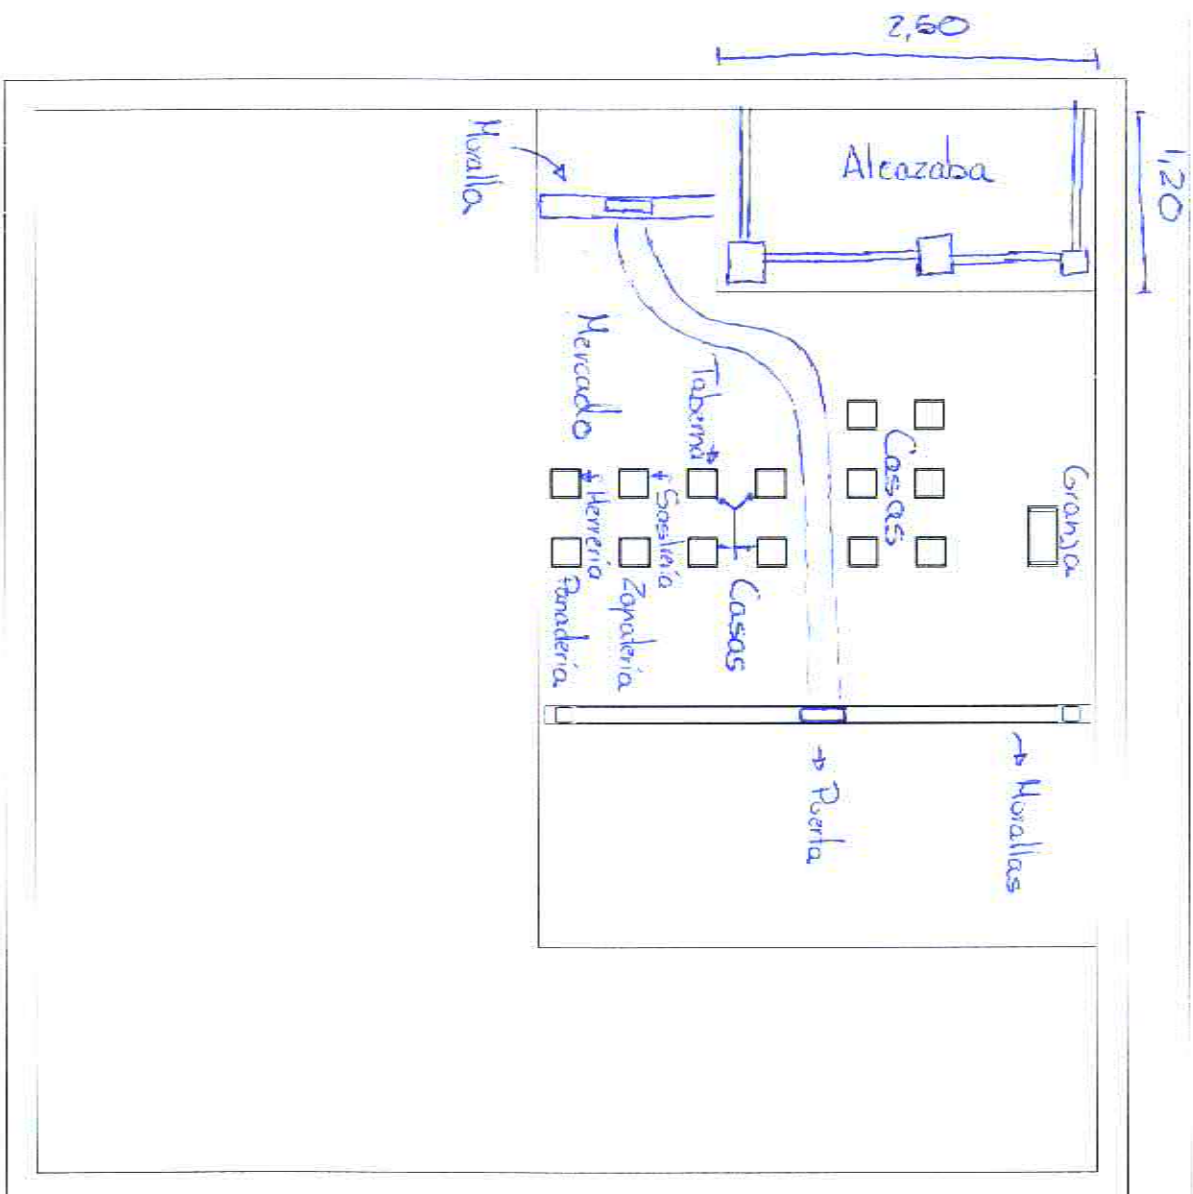 2,50
1,20
Alcazaba
Muralla
Mercado
Taberna
Casas
Granja
Herrería
Sastrería
Panadería
Zapatería
Casas
Puerta
Murallas